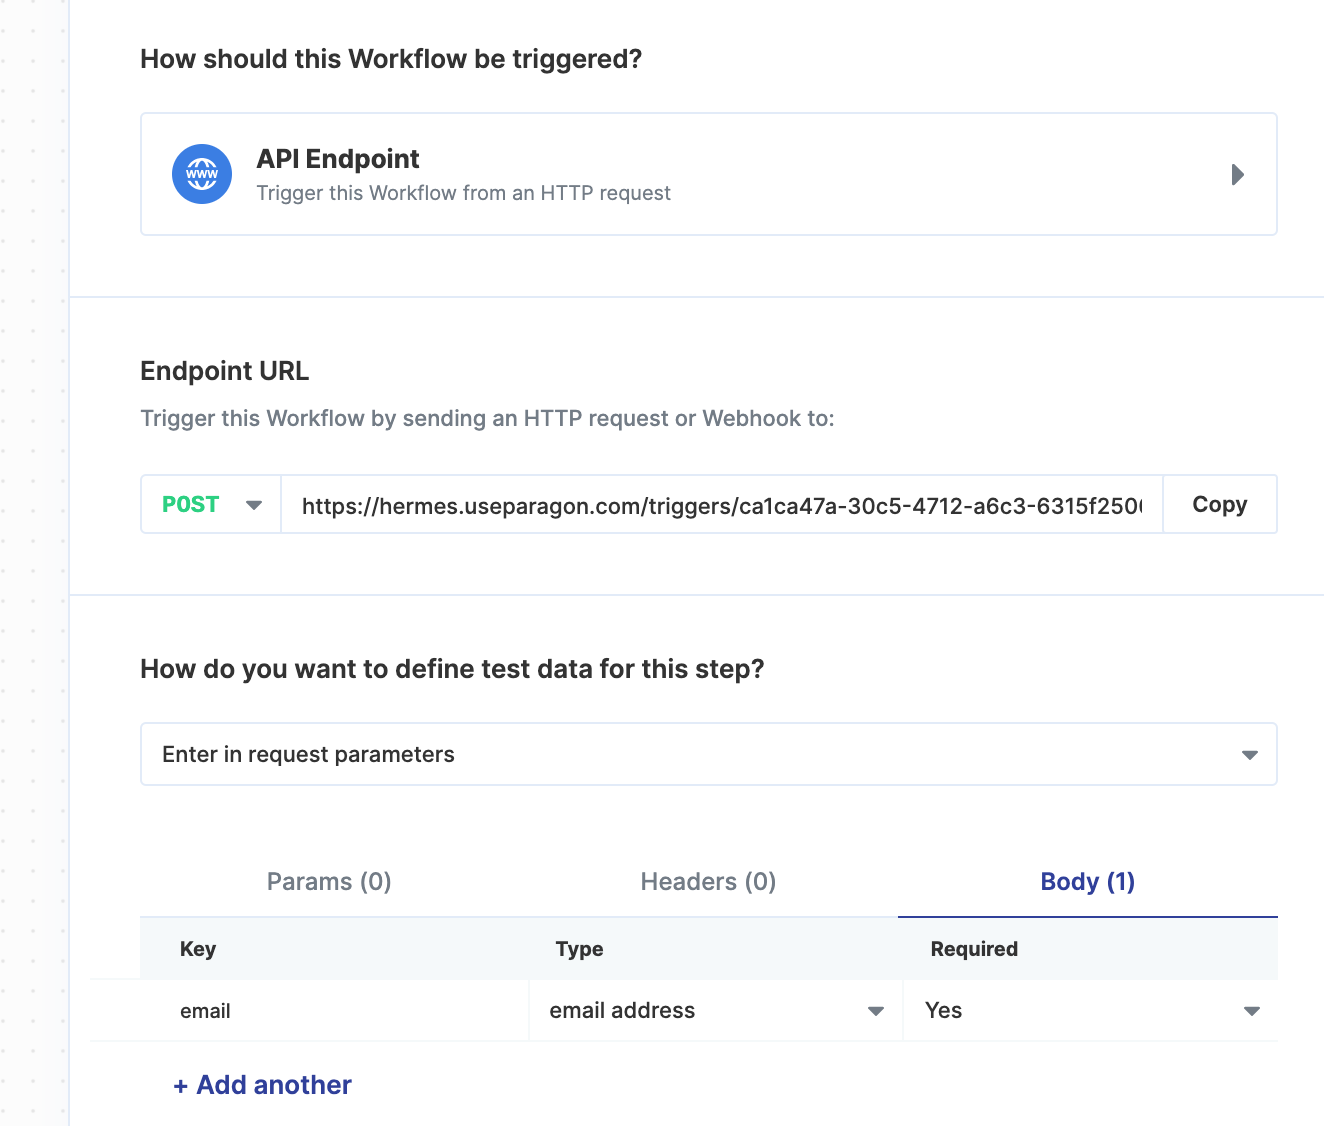 How should this Workflow be triggered?
www
API Endpoint
Trigger this Workflow from an HTTP request
Endpoint URL
Trigger this Workflow by sending an HTTP request or Webhook to:
POST https://hermes.useparagon.com/triggers/ca1ca47a-30c5-4712-a6c3-6315f250 Copy
How do you want to define test data for this step?
Enter in request parameters
Params (0) Headers (0) Body (1)
Key Type Required
email email address Yes
+ Add another